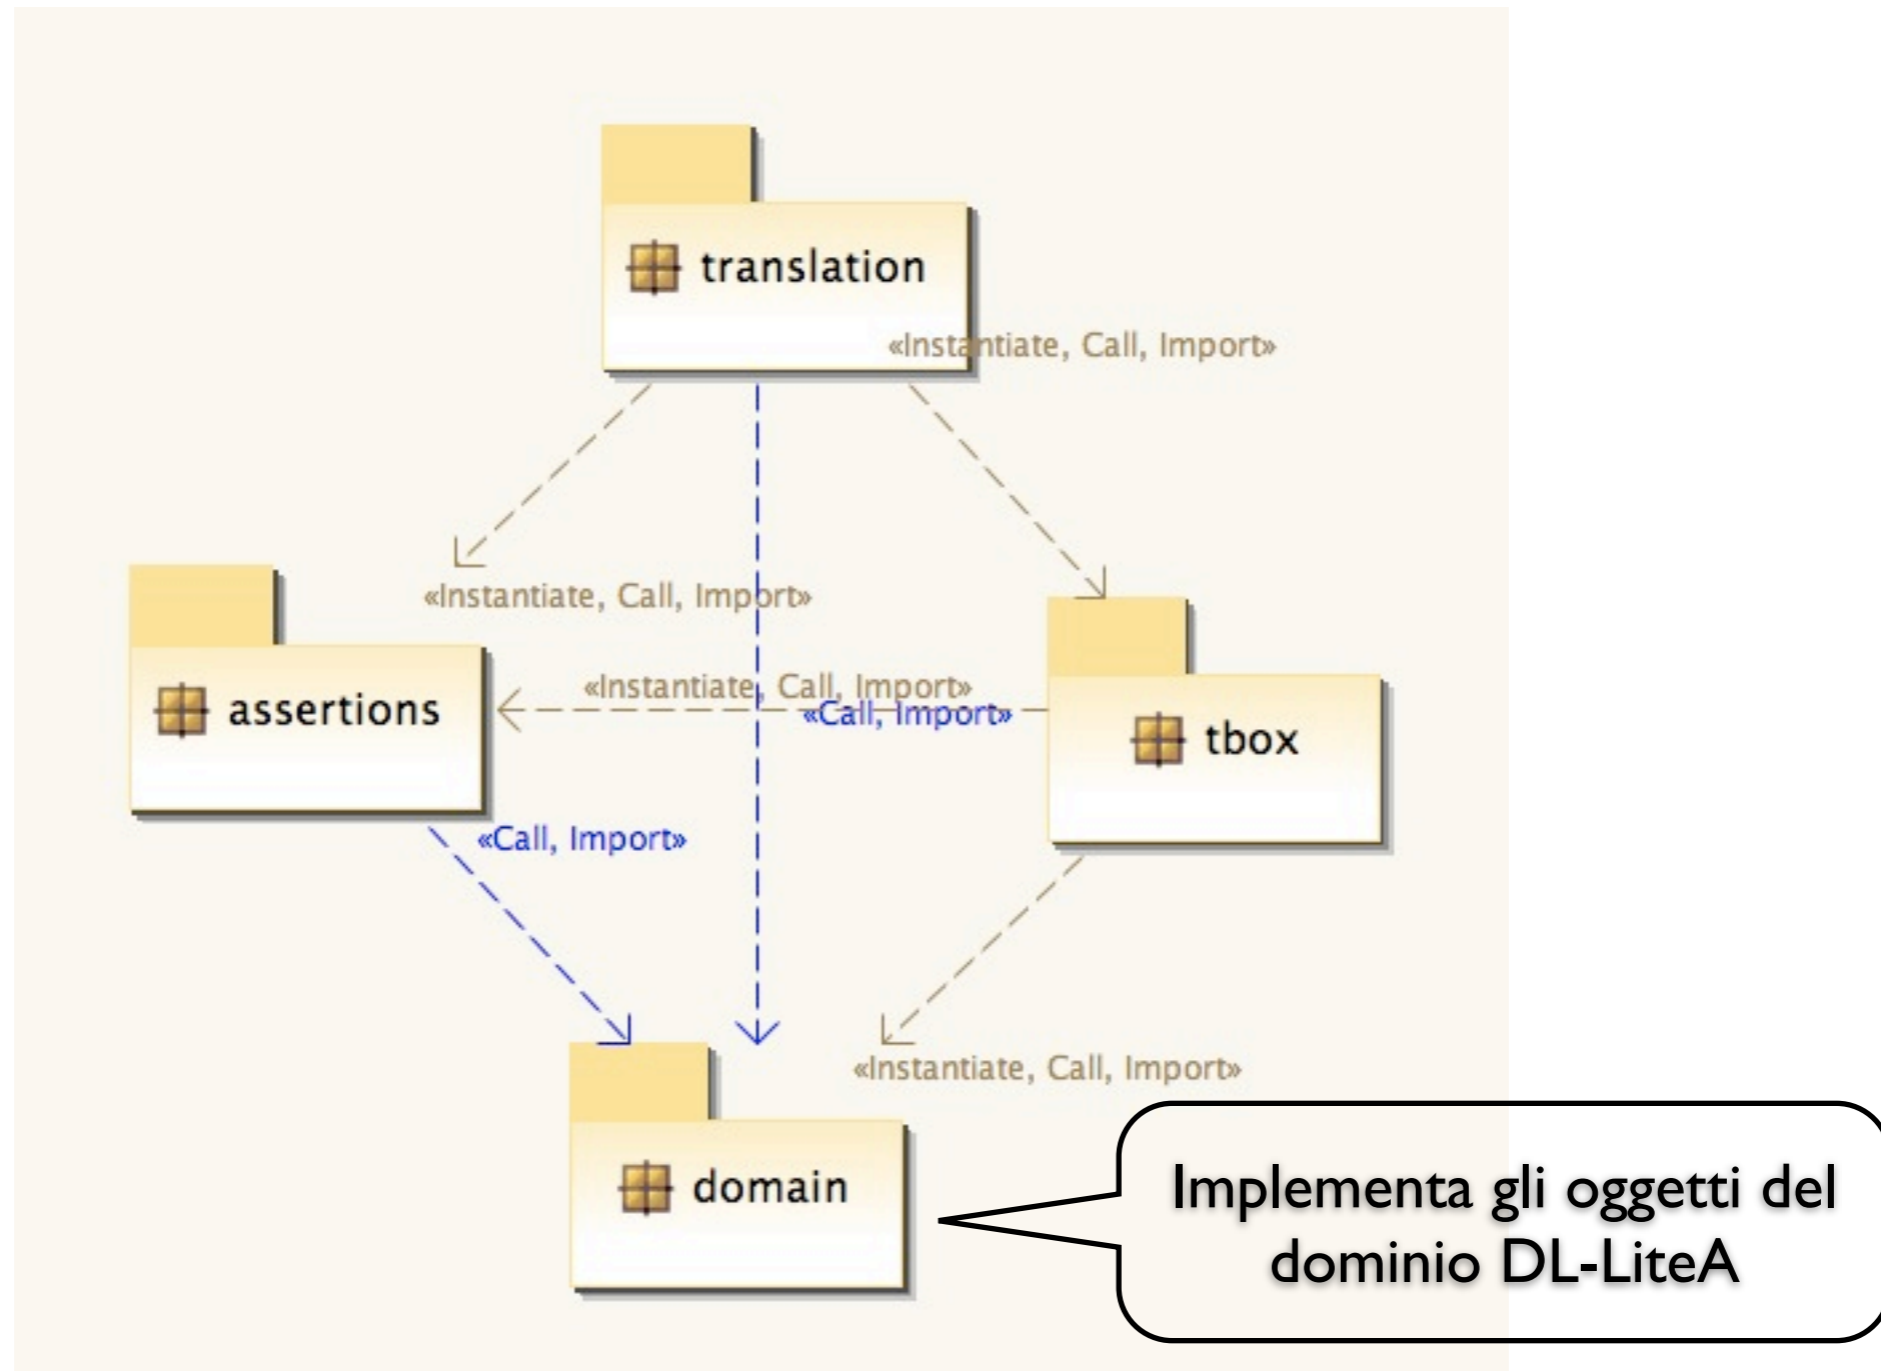 translation
«Instantiate, Call, Import»
«Instantiate, Call, Import»
«Instantiate, Call, Import»
«Call, Import»
assertions
tbox
«Call, Import»
«Instantiate, Call, Import»
domain
Implementa gli oggetti del
dominio DL-LiteA